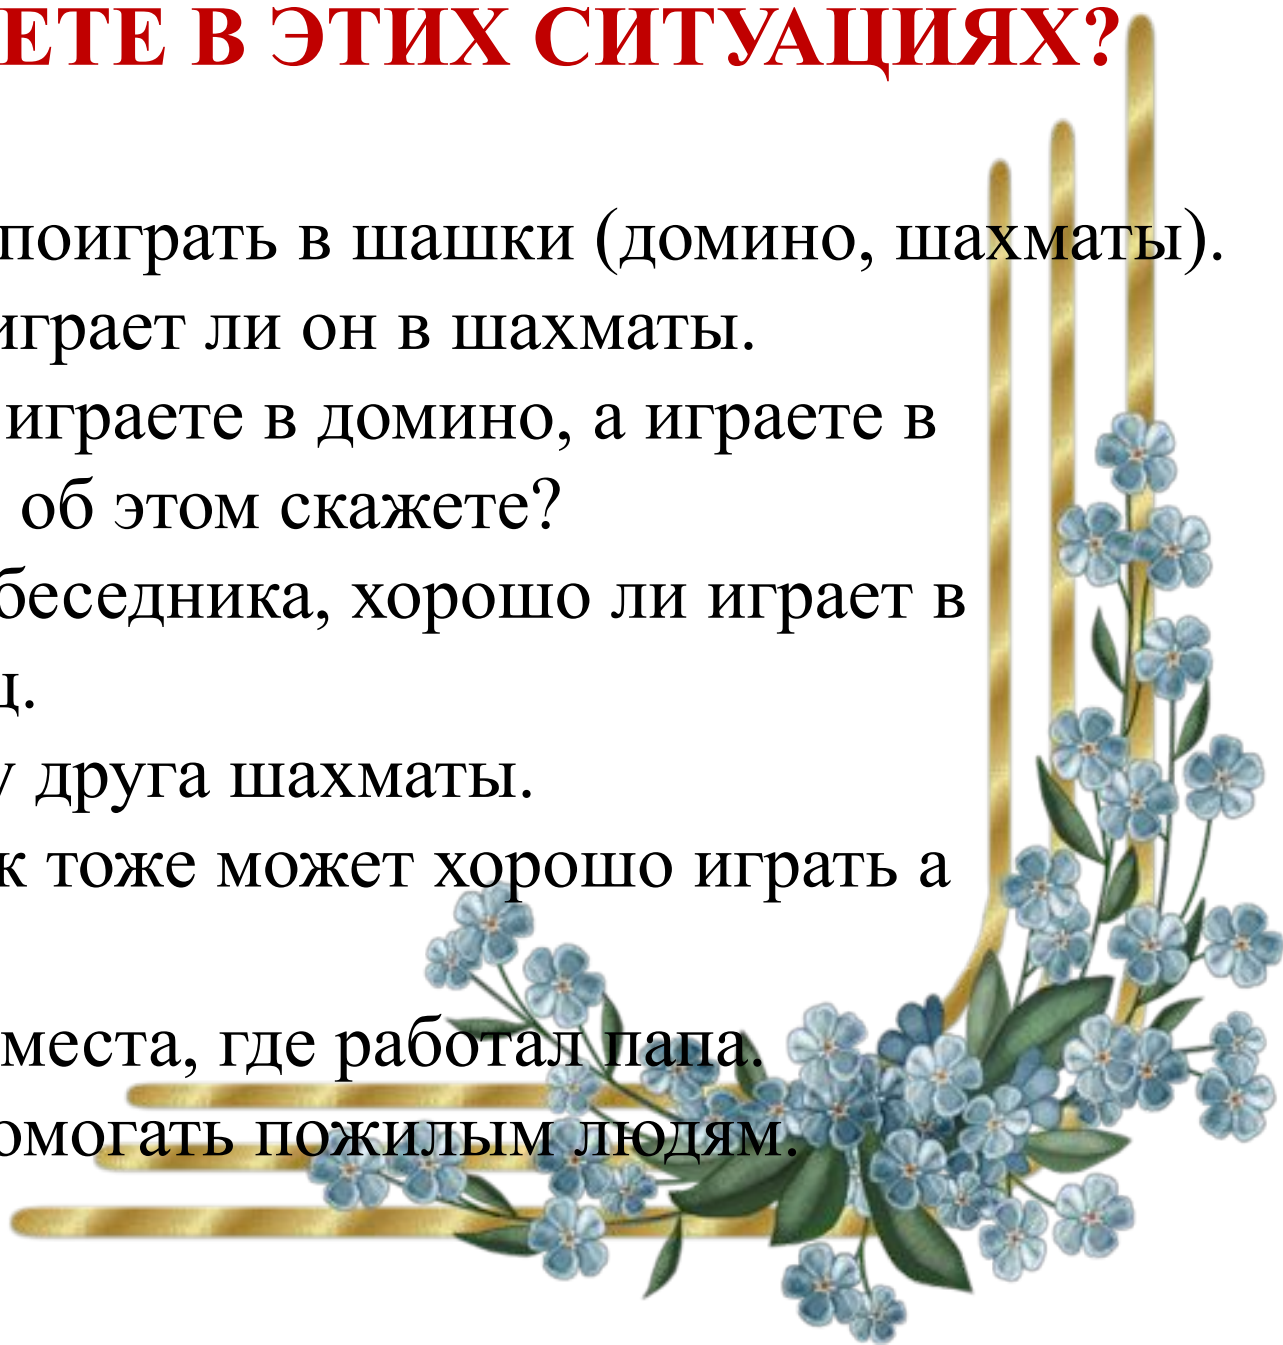 ЕТЕ В ЭТИХ СИТУАЦИЯХ?
поиграть в шашки (домино, шахматы).
играет ли он в шахматы.
играете в домино, а играете в
об этом скажете?
беседника, хорошо ли играет в
ц.
у друга шахматы.
к тоже может хорошо играть а
места, где работал папа.
омогать пожилым людям.